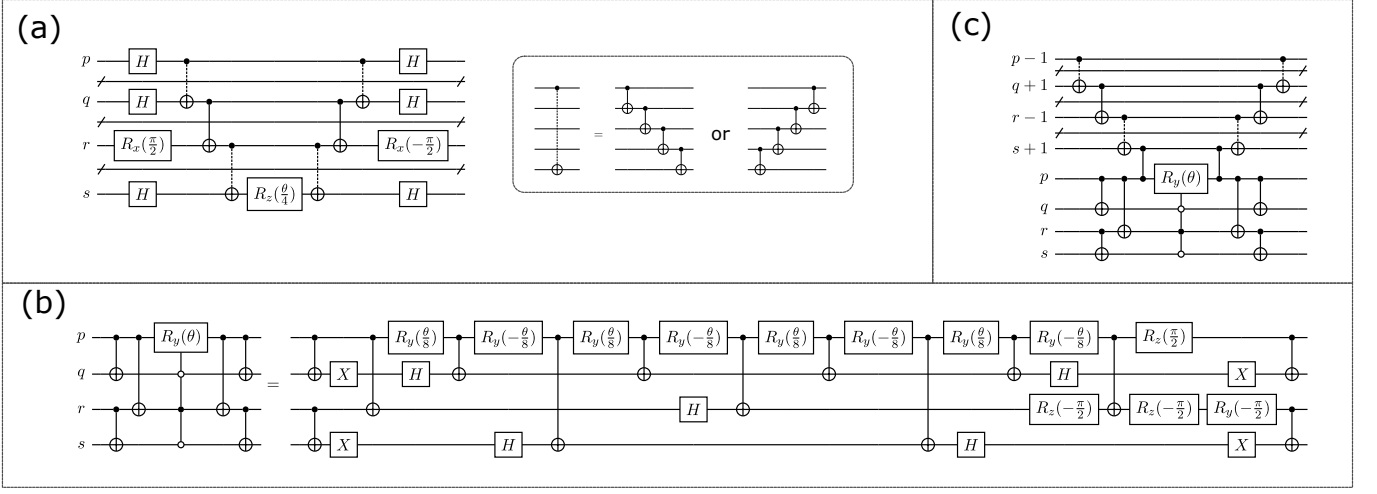 (a)
p H H
q H H
r R_x(π/2) R_x(-π/2)
s H R_z(θ/4) H
= or
(c)
p − 1
q + 1
r − 1
s + 1
p R_y(θ)
q
r
s
(b)
p R_y(θ) R_y(θ/8) R_y(-θ/8) R_y(θ/8) R_y(-θ/8) R_y(θ/8) R_y(-θ/8) R_y(θ/8) R_y(-θ/8) R_z(π/2)
q X H H X
=
r H R_z(-π/2) R_z(-π/2) R_y(-π/2)
s X H H X